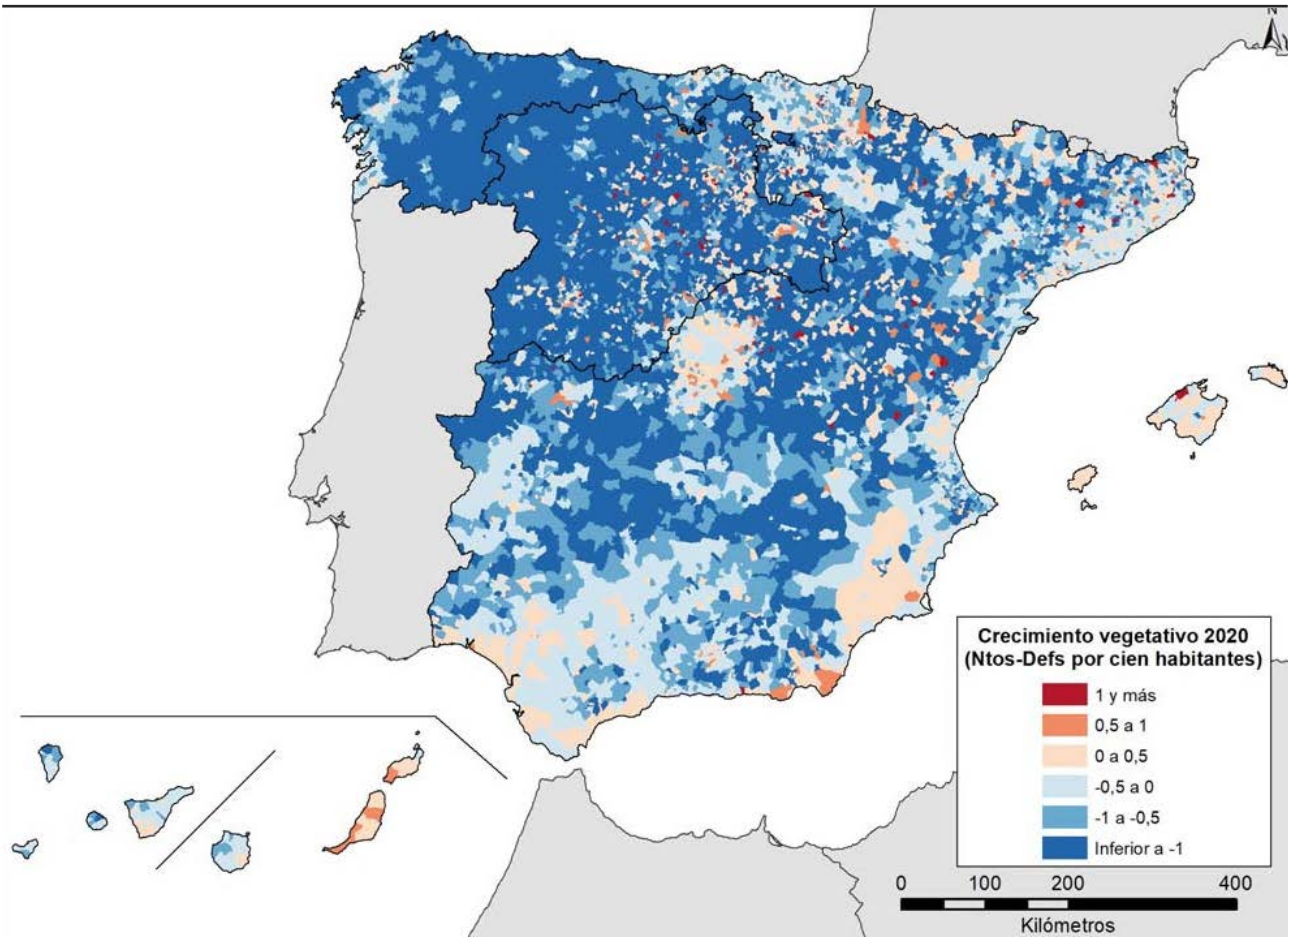 N
Crecimiento vegetativo 2020
(Ntos-Defs por cien habitantes)
1 y más
0,5 a 1
0 a 0,5
-0,5 a 0
-1 a -0,5
Inferior a -1
0 100 200 400
Kilómetros